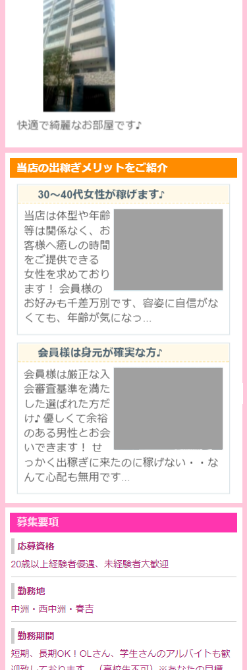 快適で綺麗なお部屋です♪
当店の出稼ぎメリットをご紹介
30～40代女性が稼げます♪
当店は体型や年齢
等は関係なく、お
客様へ癒しの時間
をご提供できる
女性を求めており
ます！ 会員様の
お好みも千差万別です、容姿に自信がな
くても、年齢が気になっ...
会員様は身元が確実な方♪
会員様は厳正な入
会審査基準を満た
した選ばれた方だ
け♪ 優しくて余裕
のある男性とお会
いできます！ せ
っかく出稼ぎに来たのに稼げない・・な
んて心配も無用です...
募集要項
応募資格
20歳以上経験者優遇、未経験者大歓迎
勤務地
中洲・西中洲・春吉
勤務期間
短期、長期OK！OLさん、学生さんのアルバイトも歓
迎致しております。（高校生不可）※あなたの目標